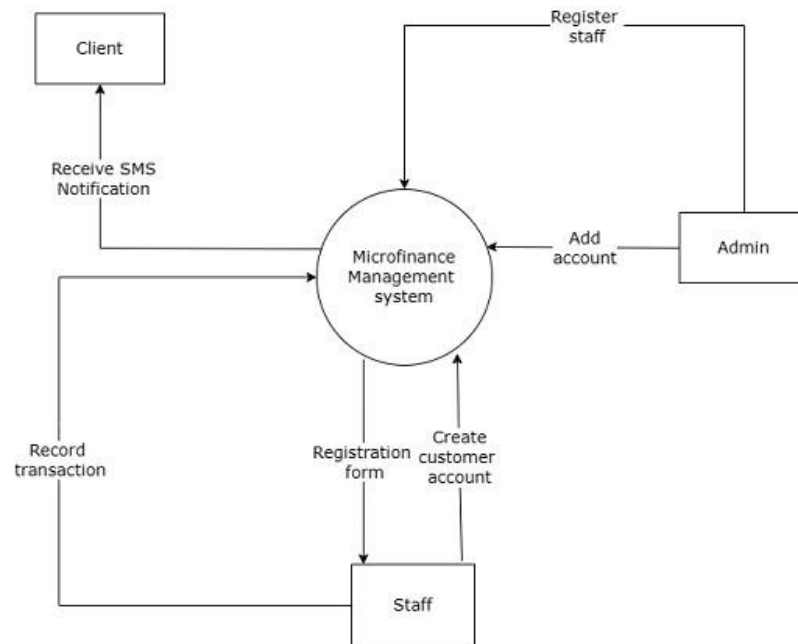 Register
staff
Client
Receive SMS
Notification
Microfinance
Management
system
Add
account
Admin
Record
transaction
Registration
form
Create
customer
account
Staff